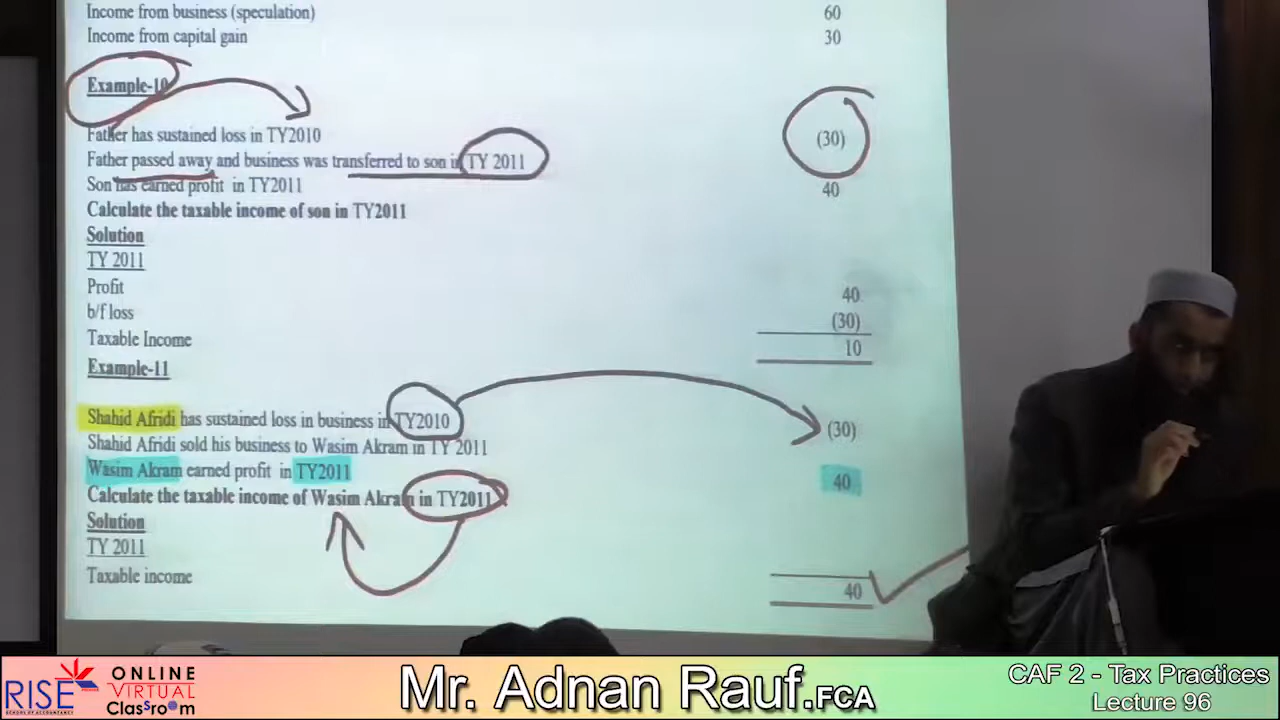 Income from business (speculation) 60
Income from capital gain 30
Example-10
Father has sustained loss in TY2010 (30)
Father passed away and business was transferred to son in TY 2011
Son has earned profit in TY2011 40
Calculate the taxable income of son in TY2011
Solution
TY 2011
Profit 40
b/f loss (30)
Taxable Income 10
Example-11
Shahid Afridi has sustained loss in business in TY2010 (30)
Shahid Afridi sold his business to Wasim Akram in TY 2011
Wasim Akram earned profit in TY2011 40
Calculate the taxable income of Wasim Akram in TY2011
Solution
TY 2011
Taxable income 40
RISE
SCHOOL OF ACCOUNTANCY
ONLINE
VIRTUAL
Classroom
Mr. Adnan Rauf.FCA
CAF 2 - Tax Practices
Lecture 96